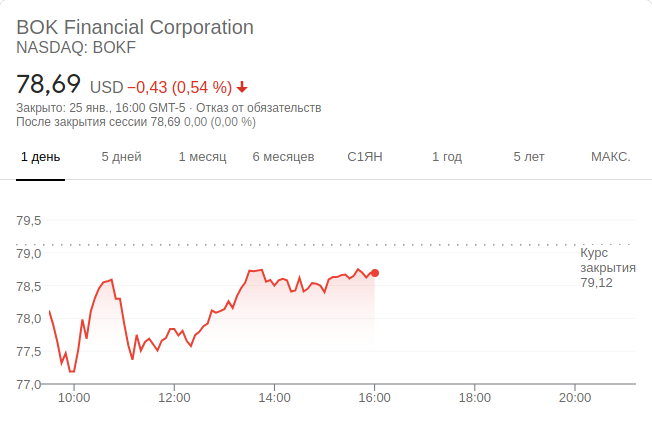 BOK Financial Corporation
NASDAQ: BOKF
78,69 USD −0,43 (0,54 %)
Закрыто: 25 янв., 16:00 GMT-5 · Отказ от обязательств
После закрытия сессии 78,69 0,00 (0,00 %)
1 день 5 дней 1 месяц 6 месяцев С1ЯН 1 год 5 лет МАКС.
79,5
79,0
Курс
закрытия
79,12
78,5
78,0
77,5
77,0
10:00 12:00 14:00 16:00 18:00 20:00